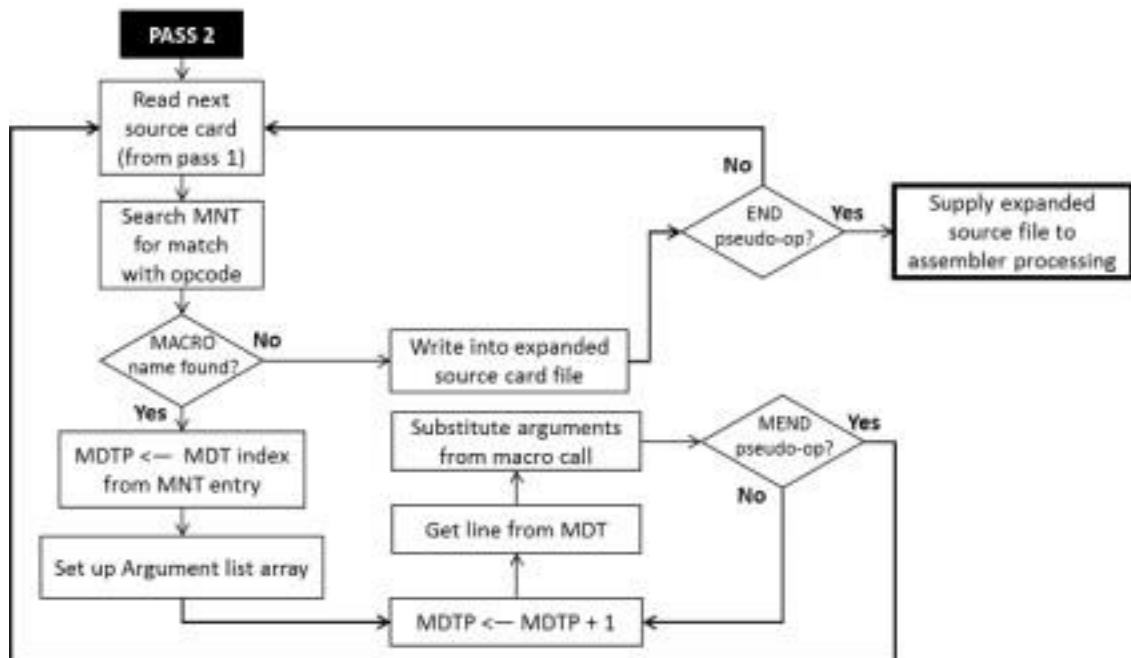 PASS 2
Read next
source card
(from pass 1)
Search MNT
for match
with opcode
MACRO
name found?
No
Yes
MDTP <— MDT index
from MNT entry
Set up Argument list array
Write into expanded
source card file
Substitute arguments
from macro call
Get line from MDT
MDTP <— MDTP + 1
No
END
pseudo-op?
Yes
Supply expanded
source file to
assembler processing
MEND
pseudo-op?
Yes
No